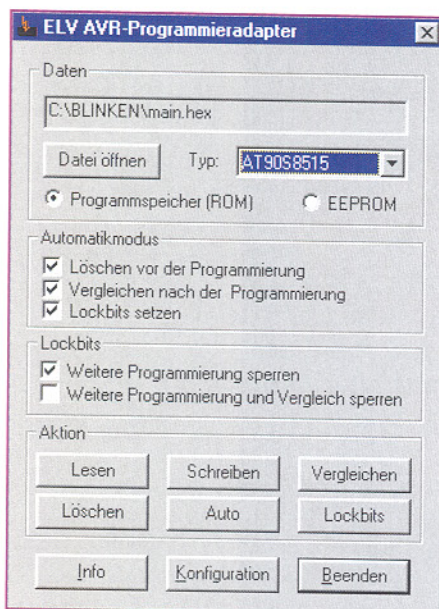 ELV AVR-Programmieradapter
Daten
C:\BLINKEN\main.hex
Datei öffnen
Typ:
AT90S8515
Programmspeicher (ROM)
EEPROM
Automatikmodus
Löschen vor der Programmierung
Vergleichen nach der Programmierung
Lockbits setzen
Lockbits
Weitere Programmierung sperren
Weitere Programmierung und Vergleich sperren
Aktion
Lesen
Schreiben
Vergleichen
Löschen
Auto
Lockbits
Info
Konfiguration
Beenden